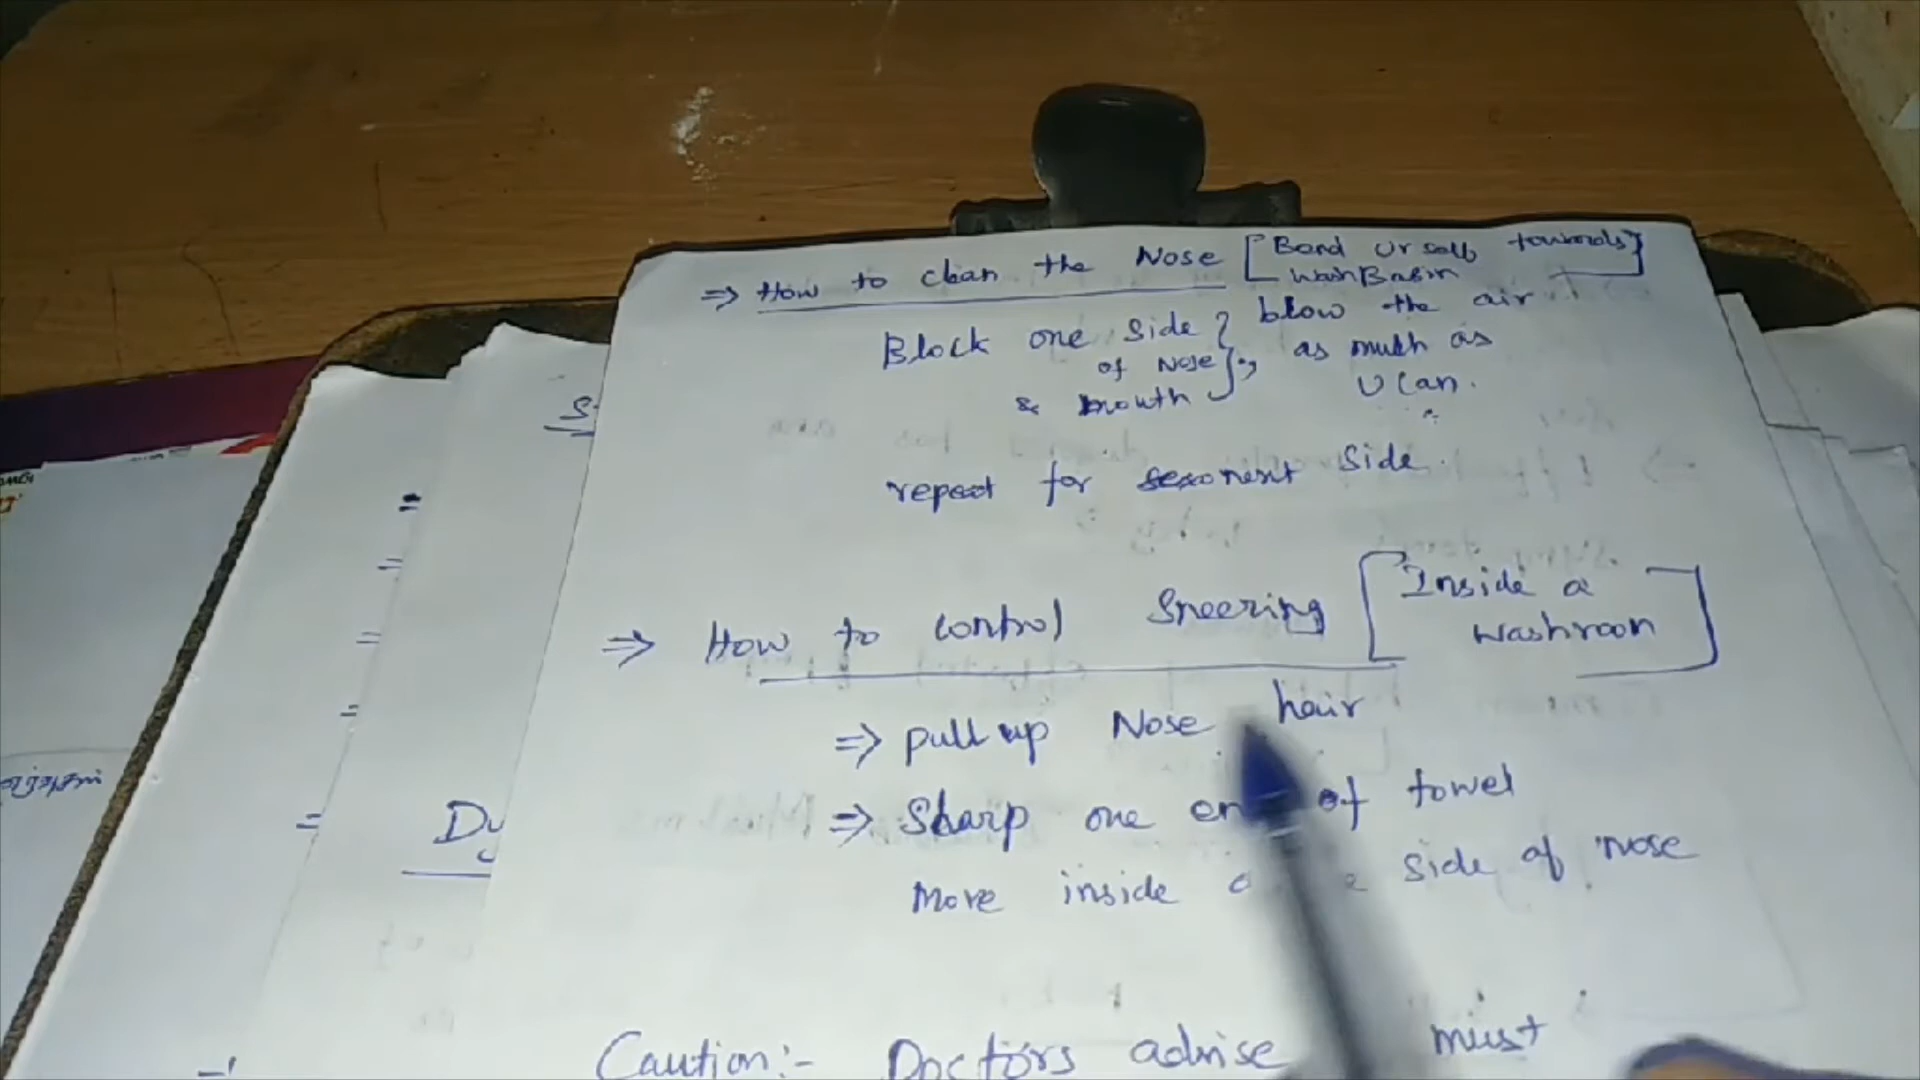 ⇒ How to clean the Nose [Bend Ur self towards
WashBasin]
Block one side } blow the air
of Nose } ⇒ as much as
& mouth U can.
repeat for next side.
⇒ How to control Sneezing [Inside a
washroom]
⇒ pull up Nose hair
⇒ Sharp one of towel
Move inside side of Nose
Caution:- Doctors advise must
Dy
S